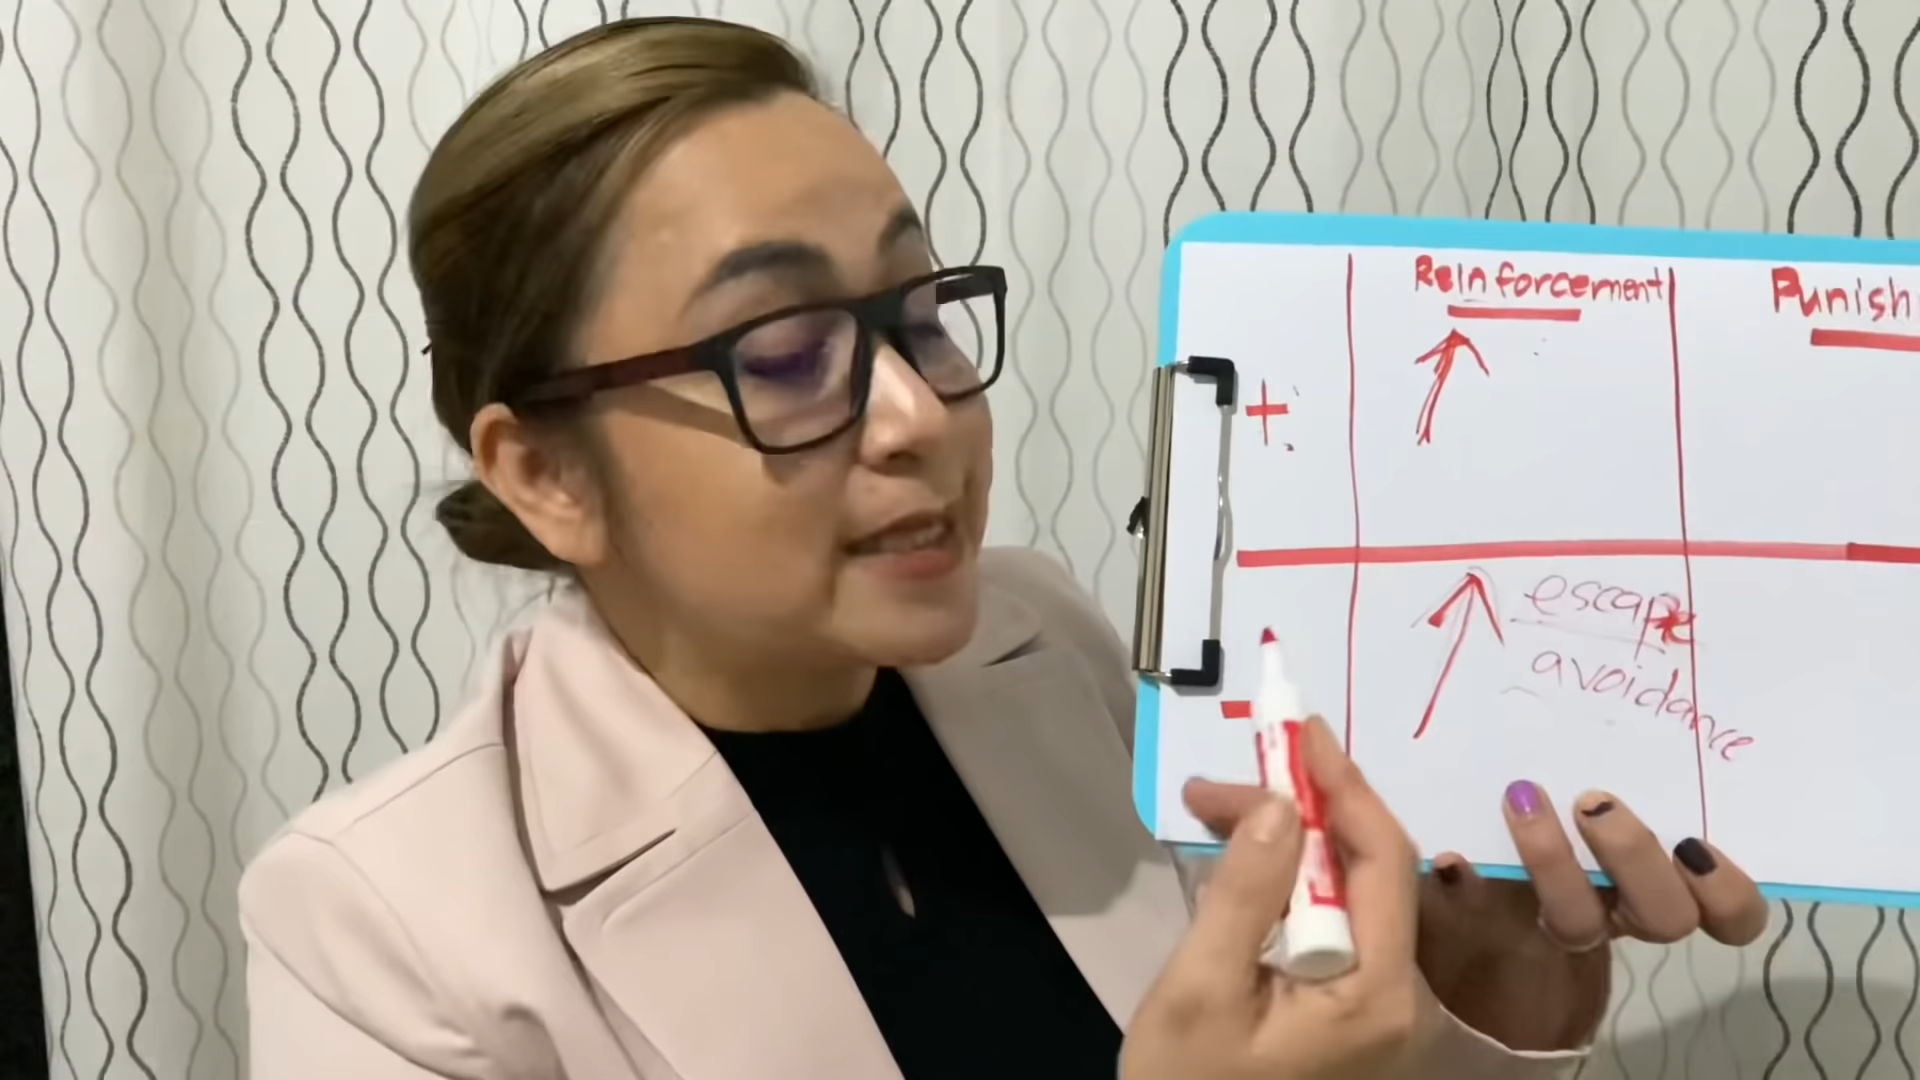 Reinforcement Punish
+
escape
avoidance
-